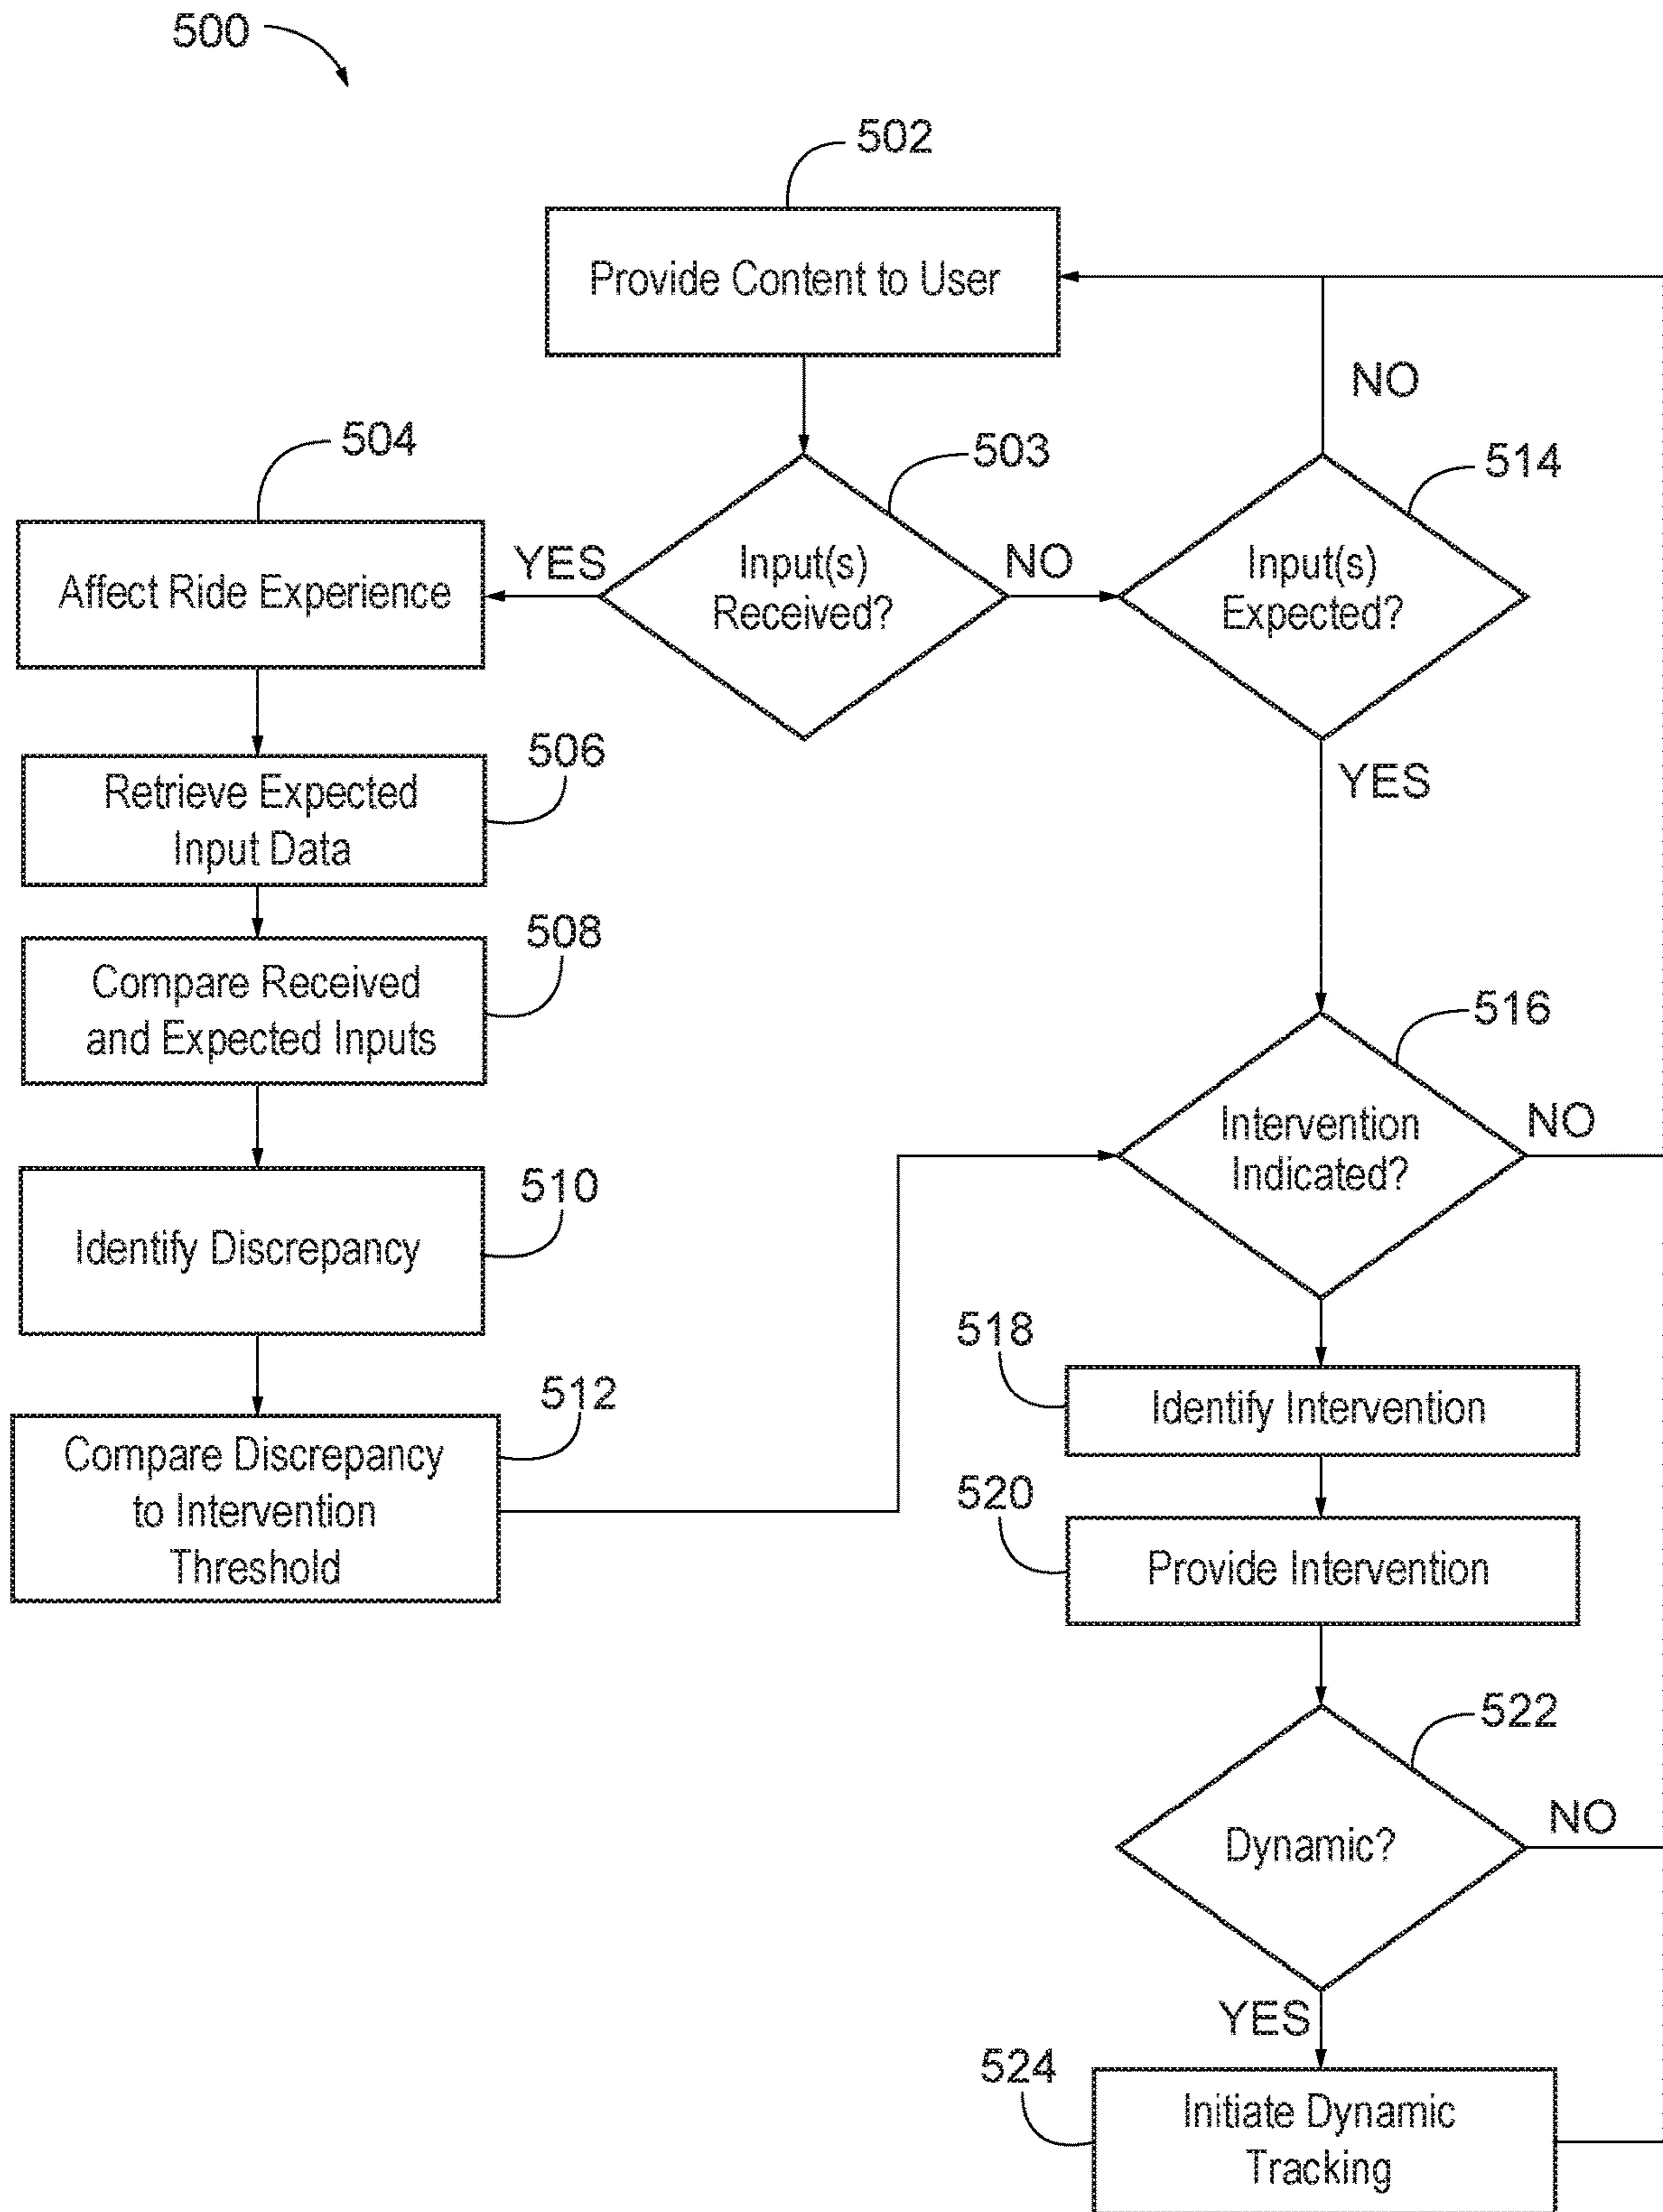 500
502
Provide Content to User
NO
504
503
514
Affect Ride Experience
YES
Input(s)
Received?
NO
Input(s)
Expected?
506
Retrieve Expected
Input Data
YES
508
Compare Received
and Expected Inputs
516
Intervention
Indicated?
NO
510
Identify Discrepancy
518
Identify Intervention
512
Compare Discrepancy
to Intervention
Threshold
520
Provide Intervention
522
Dynamic?
NO
YES
524
Initiate Dynamic
Tracking